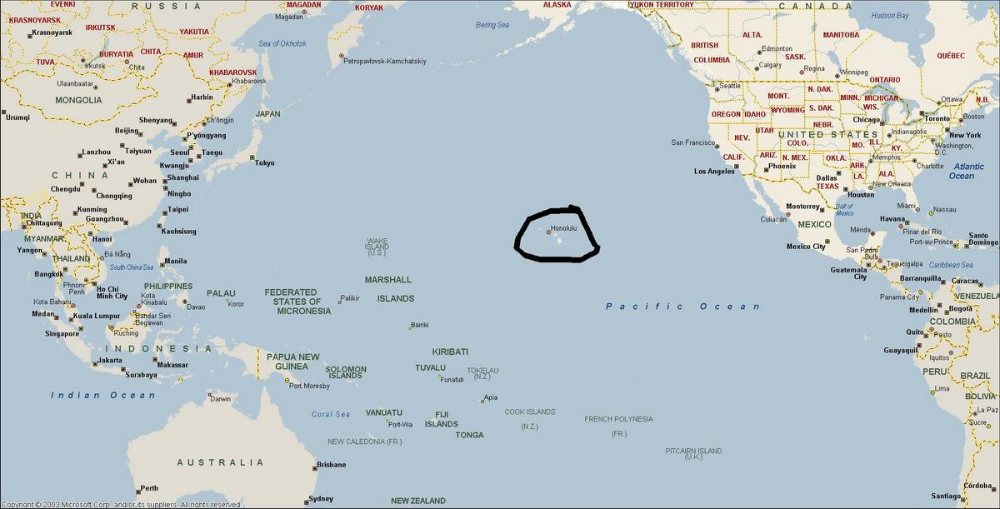 RUSSIA
EVENKI
MAGADAN
Magadan
KORYAK
ALASKA
YUKON TERRITORY
CANADA
Hudson Bay
KRASNOYARSK
Krasnoyarsk
IRKUTSK
YAKUTIA
Sea of Okhotsk
Bering Sea
BRITISH
COLUMBIA
ALTA.
Edmonton
MANITOBA
TUVA
BURYATIA
CHITA
AMUR
Irkutsk
Chita
Petropavlovsk-Kamchatskiy
Calgary
SASK.
Regina
Winnipeg
QUÉBEC
KHABAROVSK
Khabarovsk
ONTARIO
Ulaanbaatar
MONGOLIA
Harbin
Seattle
MONT.
N. DAK.
MINN.
MICHIGAN
Ottawa
N.B.
Urumqi
JAPAN
OREGON
IDAHO
WYOMING
S. DAK.
WIS.
Toronto
Boston
Shenyang
Ch'ŏngjin
NEBR.
Chicago
Beijing
P'yŏngyang
NEV.
UTAH
UNITED STATES
Indianapolis
New York
Taiyuan
San Francisco
COLO.
MO.
ILL.
KY.
Washington,
D.C.
Lanzhou
Seoul
Taegu
Tokyo
CALIF.
ARIZ.
N. MEX.
OKLA.
Memphis
Xi'an
Kwangju
Los Angeles
Phoenix
ARK.
Charlotte
Atlantic
Ocean
CHINA
Wuhan
Shanghai
Dallas
LA.
ALA.
Chengdu
Chongqing
Ningbo
TEXAS
New Orleans
Houston
Kunming
Taipei
Monterrey
Gulf of
Mexico
Miami
Nassau
INDIA
Chittagong
Guangzhou
Kaohsiung
Honolulu
Culiacán
MEXICO
Havana
Pinar del Río
MYANMAR
Hanoi
WAKE
ISLAND
(U.S.)
Mérida
Port-au-Prince
Santo
Domingo
Yangon
Đà Nẵng
Mexico City
San Pedro
Sula
THAILAND
South China Sea
Manila
Tegucigalpa
Caribbean Sea
Bangkok
Guatemala
City
Phnom
Penh
Ho Chi
Minh City
PHILIPPINES
MARSHALL
ISLANDS
Barranquilla
Caracas
Kota Baharu
Kota
Kinabalu
Davao
PALAU
Koror
FEDERATED
STATES OF
MICRONESIA
Palikir
Panama City
VENEZUELA
Medan
Kuala Lumpur
Bandar Seri
Begawan
Pacific Ocean
Medellín
Bogotá
Singapore
Kuching
Bairiki
COLOMBIA
Quito
Pasto
INDONESIA
KIRIBATI
Guayaquil
Jakarta
Makassar
PAPUA NEW
GUINEA
SOLOMON
ISLANDS
TUVALU
Funafuti
TOKELAU
(N.Z.)
Iquitos
Surabaya
PERU
BRAZIL
Port Moresby
Lima
Indian Ocean
Darwin
Apia
BOLIVIA
Coral Sea
VANUATU
Port-Vila
FIJI
ISLANDS
COOK ISLANDS
(N.Z.)
FRENCH POLYNESIA
(FR.)
La Paz
Sucre
NEW CALEDONIA (FR.)
TONGA
PITCAIRN ISLAND
(U.K.)
AUSTRALIA
Brisbane
Perth
Córdoba
Sydney
NEW ZEALAND
Santiago
Copyright © 2003 Microsoft Corp. and/or its suppliers. All rights reserved.